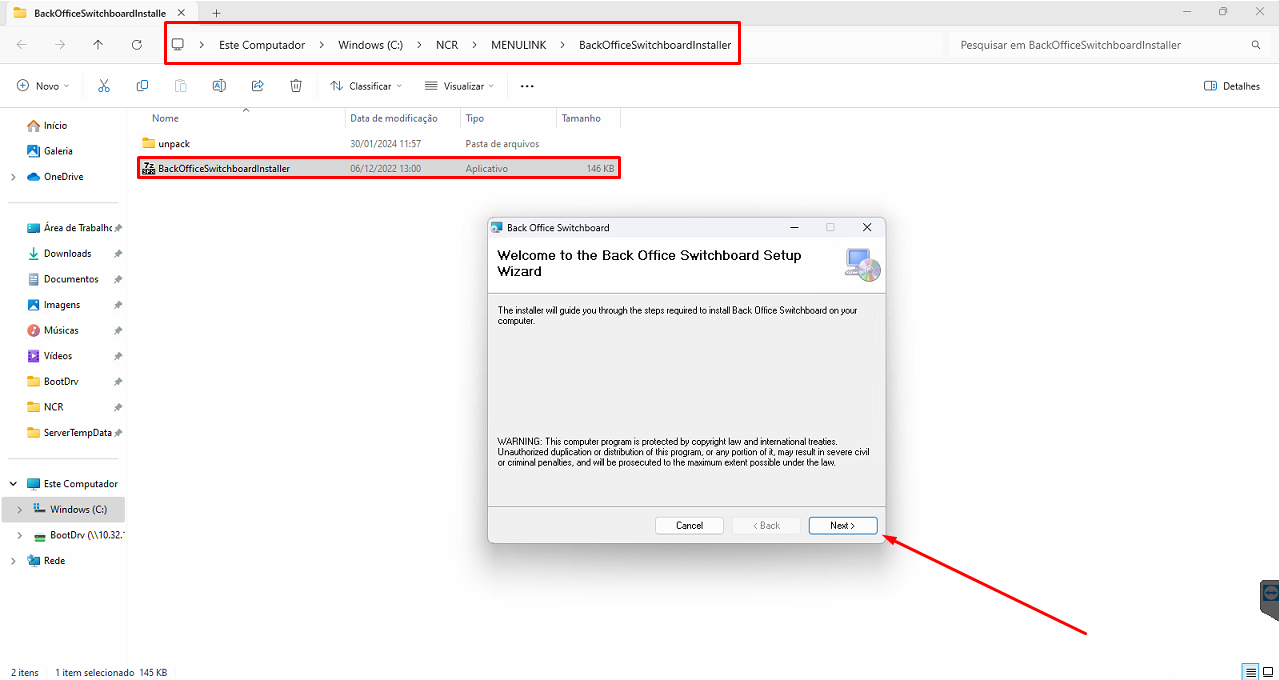 BackOfficeSwitchboardInstalle
Este Computador > Windows (C:) > NCR > MENULINK > BackOfficeSwitchboardInstaller
Pesquisar em BackOfficeSwitchboardInstaller
Novo
Classificar
Visualizar
Detalhes
Início
Galeria
OneDrive
Área de Trabalho
Downloads
Documentos
Imagens
Músicas
Vídeos
BootDrv
NCR
ServerTempData
Este Computador
Windows (C:)
BootDrv (\\10.32.1
Rede
Nome Data de modificação Tipo Tamanho
unpack 30/01/2024 11:57 Pasta de arquivos
BackOfficeSwitchboardInstaller 06/12/2022 13:00 Aplicativo 146 KB
Back Office Switchboard
Welcome to the Back Office Switchboard Setup
Wizard
The installer will guide you through the steps required to install Back Office Switchboard on your
computer.
WARNING: This computer program is protected by copyright law and international treaties.
Unauthorized duplication or distribution of this program, or any portion of it, may result in severe civil
or criminal penalties, and will be prosecuted to the maximum extent possible under the law.
Cancel
< Back
Next >
2 itens 1 item selecionado 145 KB